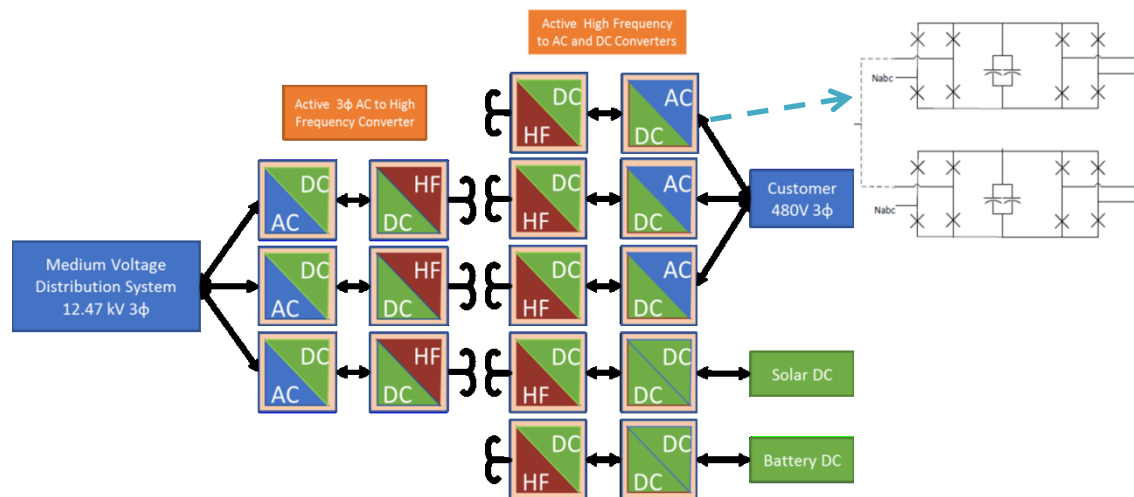 Active High Frequency
to AC and DC Converters
Active 3ϕ AC to High
Frequency Converter
Nabc
Nabc
DC
HF
AC
DC
DC
AC
HF
DC
DC
HF
AC
DC
Customer
480V 3ϕ
Medium Voltage
Distribution System
12.47 kV 3ϕ
DC
AC
HF
DC
DC
HF
AC
DC
DC
AC
HF
DC
DC
HF
DC
DC
Solar DC
DC
HF
DC
DC
Battery DC